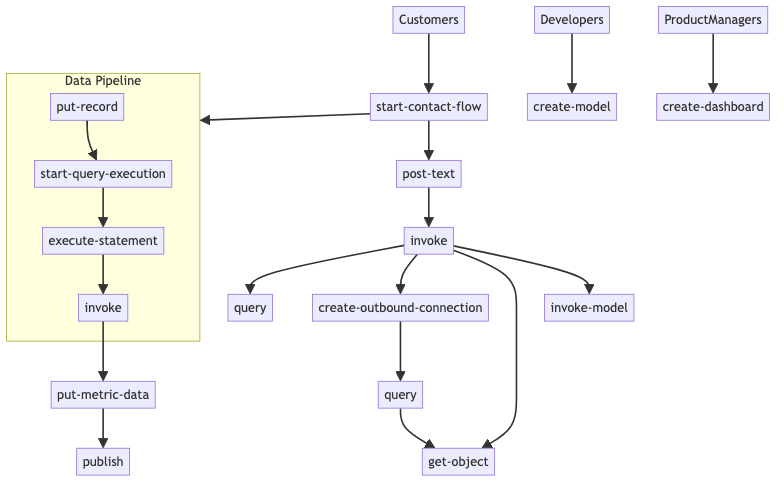 Customers
Developers
ProductManagers
Data Pipeline
put-record
start-contact-flow
create-model
create-dashboard
start-query-execution
post-text
execute-statement
invoke
invoke
query
create-outbound-connection
invoke-model
put-metric-data
query
publish
get-object